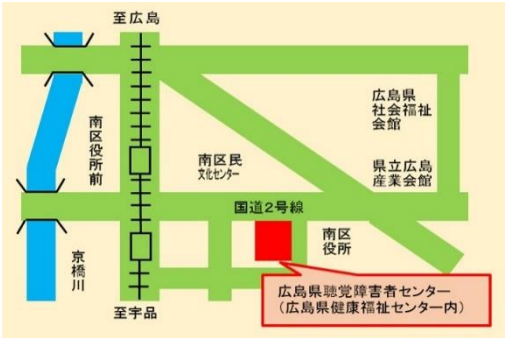 至広島
広島県
社会福祉
会館
南区役所前
南区民
文化センター
県立広島
産業会館
国道2号線
南区
役所
京橋川
広島県聴覚障害者センター
（広島県健康福祉センター内）
至宇品